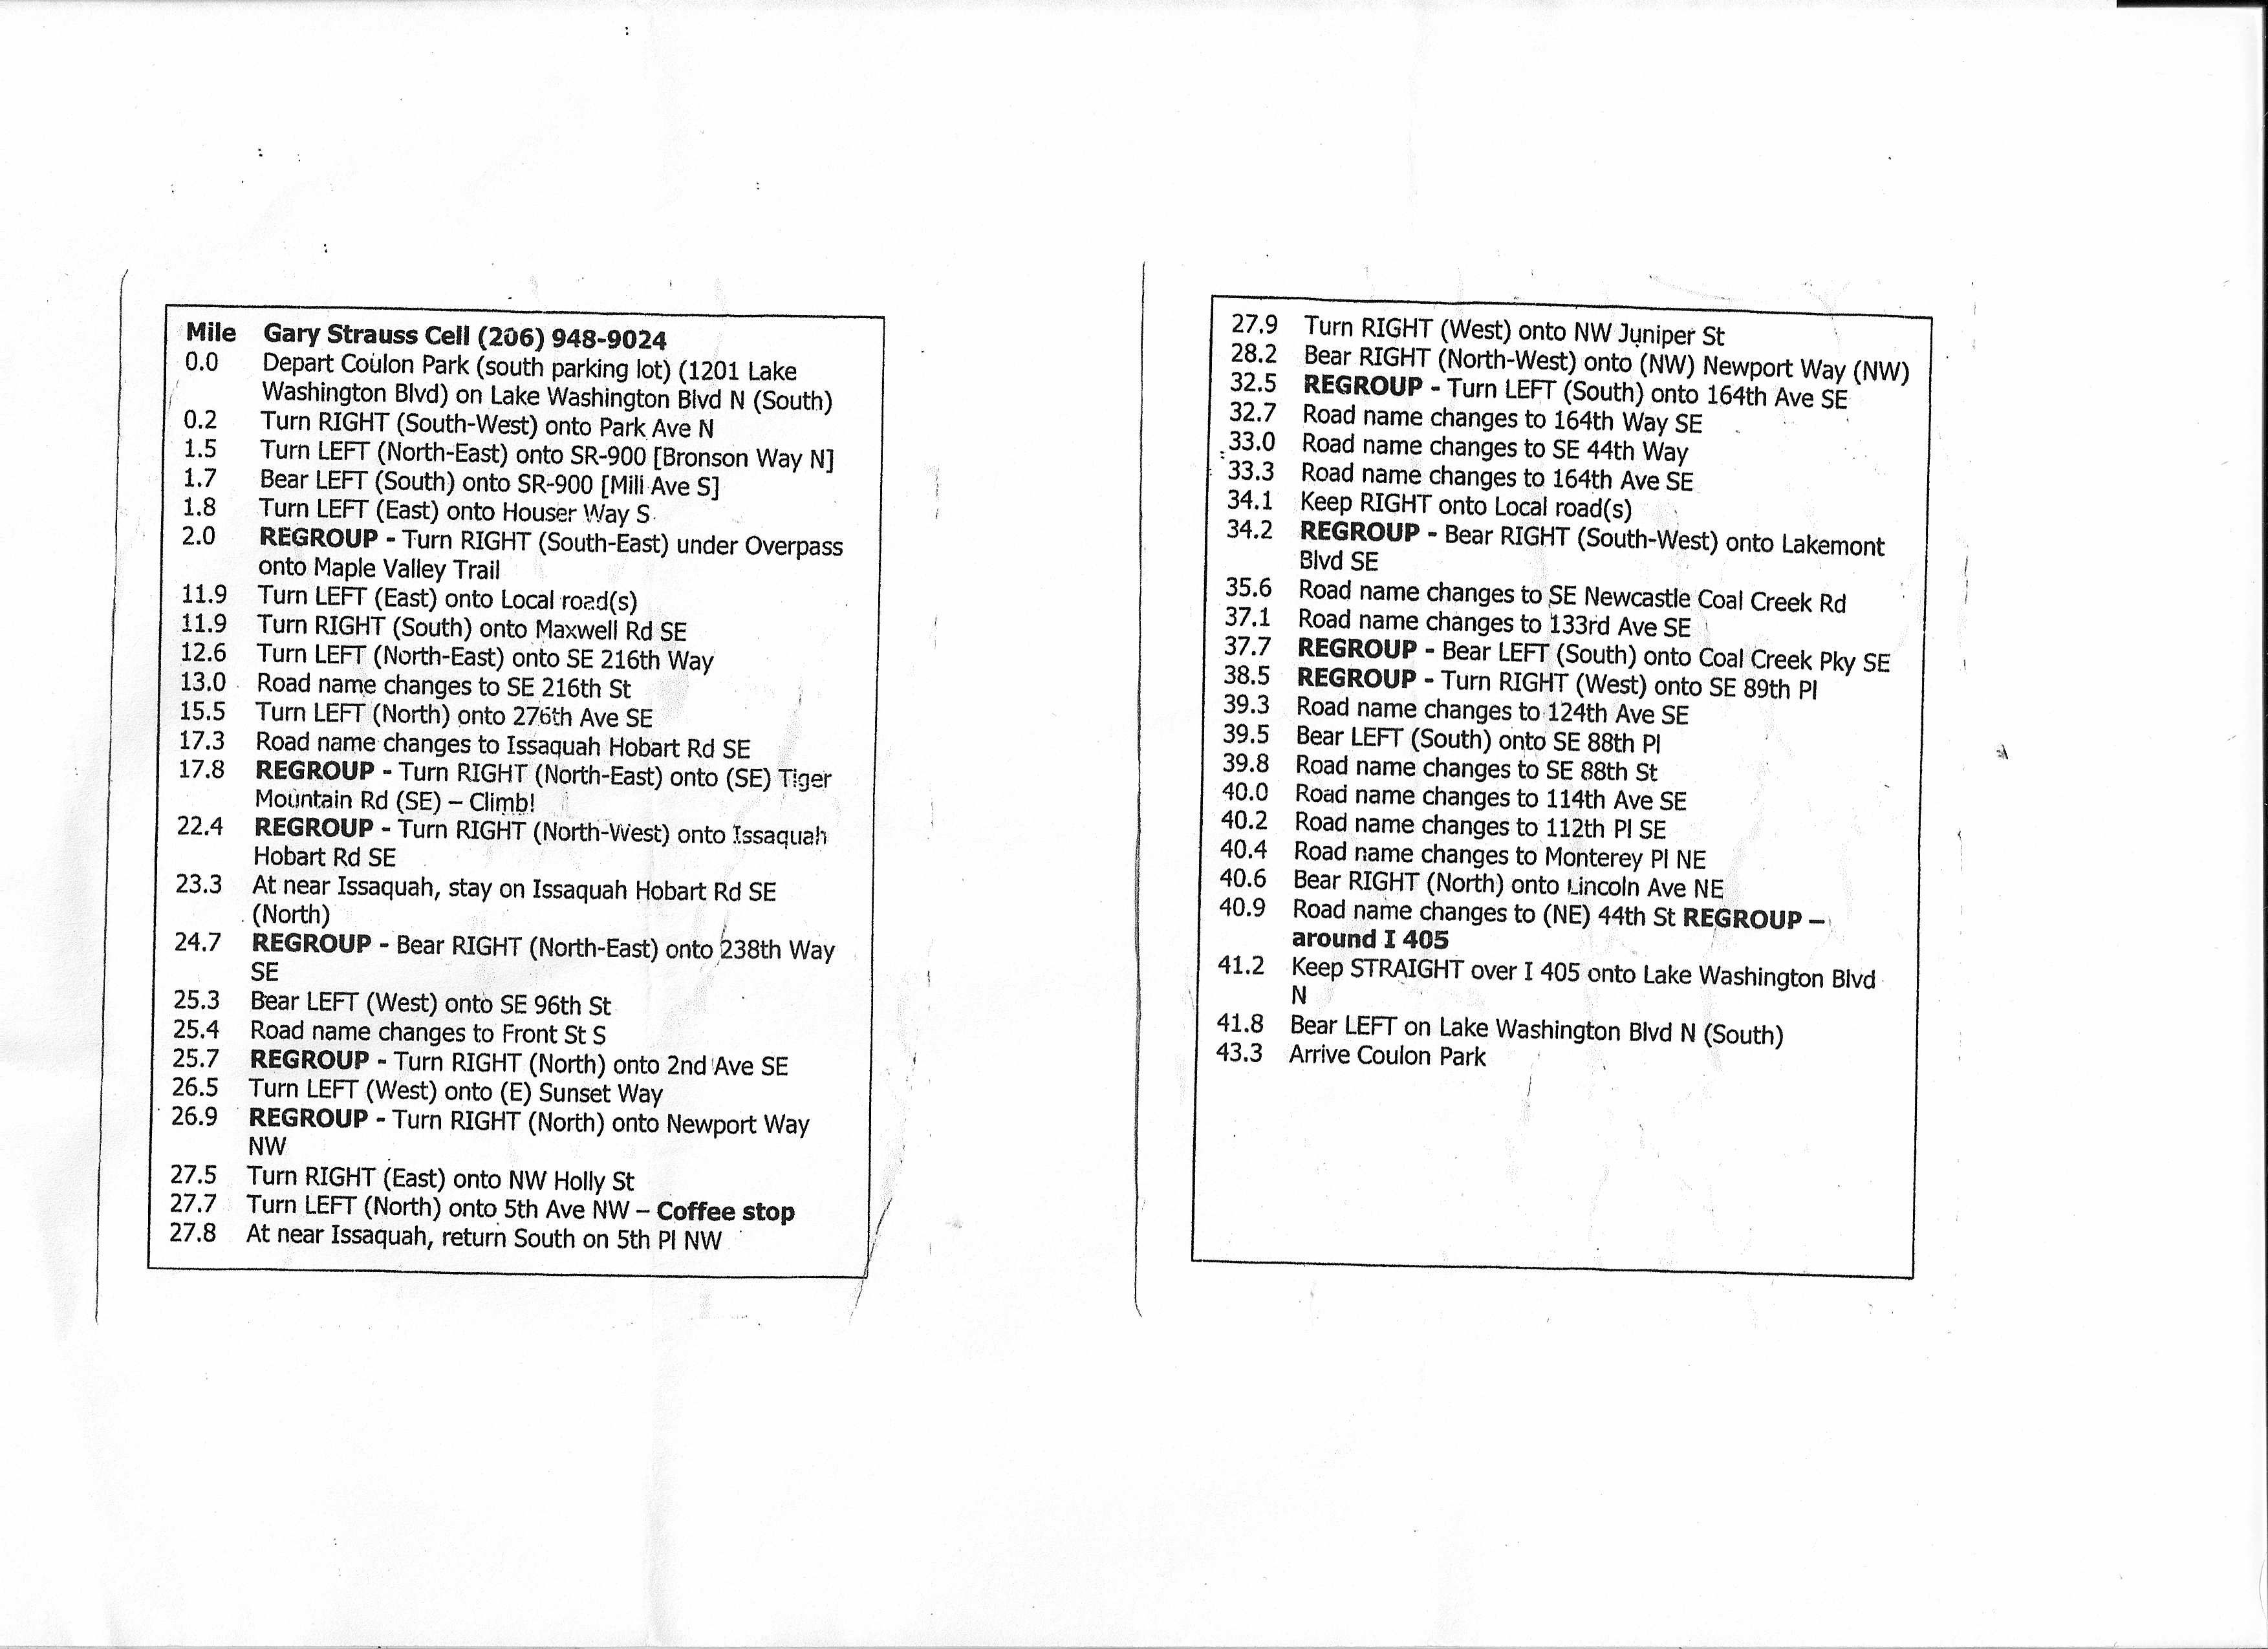 Mile Gary Strauss Cell (206) 948-9024
0.0 Depart Coulon Park (south parking lot) (1201 Lake
Washington Blvd) on Lake Washington Blvd N (South)
0.2 Turn RIGHT (South-West) onto Park Ave N
1.5 Turn LEFT (North-East) onto SR-900 [Bronson Way N]
1.7 Bear LEFT (South) onto SR-900 [Mill Ave S]
1.8 Turn LEFT (East) onto Houser Way S
2.0 REGROUP - Turn RIGHT (South-East) under Overpass
onto Maple Valley Trail
11.9 Turn LEFT (East) onto Local road(s)
11.9 Turn RIGHT (South) onto Maxwell Rd SE
12.6 Turn LEFT (North-East) onto SE 216th Way
13.0 Road name changes to SE 216th St
15.5 Turn LEFT (North) onto 276th Ave SE
17.3 Road name changes to Issaquah Hobart Rd SE
17.8 REGROUP - Turn RIGHT (North-East) onto (SE) Tiger
Mountain Rd (SE) – Climb!
22.4 REGROUP - Turn RIGHT (North-West) onto Issaquah
Hobart Rd SE
23.3 At near Issaquah, stay on Issaquah Hobart Rd SE
(North)
24.7 REGROUP - Bear RIGHT (North-East) onto 238th Way
SE
25.3 Bear LEFT (West) onto SE 96th St
25.4 Road name changes to Front St S
25.7 REGROUP - Turn RIGHT (North) onto 2nd Ave SE
26.5 Turn LEFT (West) onto (E) Sunset Way
26.9 REGROUP - Turn RIGHT (North) onto Newport Way
NW
27.5 Turn RIGHT (East) onto NW Holly St
27.7 Turn LEFT (North) onto 5th Ave NW – Coffee stop
27.8 At near Issaquah, return South on 5th Pl NW
27.9 Turn RIGHT (West) onto NW Juniper St
28.2 Bear RIGHT (North-West) onto (NW) Newport Way (NW)
32.5 REGROUP - Turn LEFT (South) onto 164th Ave SE
32.7 Road name changes to 164th Way SE
33.0 Road name changes to SE 44th Way
33.3 Road name changes to 164th Ave SE
34.1 Keep RIGHT onto Local road(s)
34.2 REGROUP - Bear RIGHT (South-West) onto Lakemont
Blvd SE
35.6 Road name changes to SE Newcastle Coal Creek Rd
37.1 Road name changes to 133rd Ave SE
37.7 REGROUP - Bear LEFT (South) onto Coal Creek Pky SE
38.5 REGROUP - Turn RIGHT (West) onto SE 89th Pl
39.3 Road name changes to 124th Ave SE
39.5 Bear LEFT (South) onto SE 88th Pl
39.8 Road name changes to SE 88th St
40.0 Road name changes to 114th Ave SE
40.2 Road name changes to 112th Pl SE
40.4 Road name changes to Monterey Pl NE
40.6 Bear RIGHT (North) onto Lincoln Ave NE
40.9 Road name changes to (NE) 44th St REGROUP –
around I 405
41.2 Keep STRAIGHT over I 405 onto Lake Washington Blvd
N
41.8 Bear LEFT on Lake Washington Blvd N (South)
43.3 Arrive Coulon Park